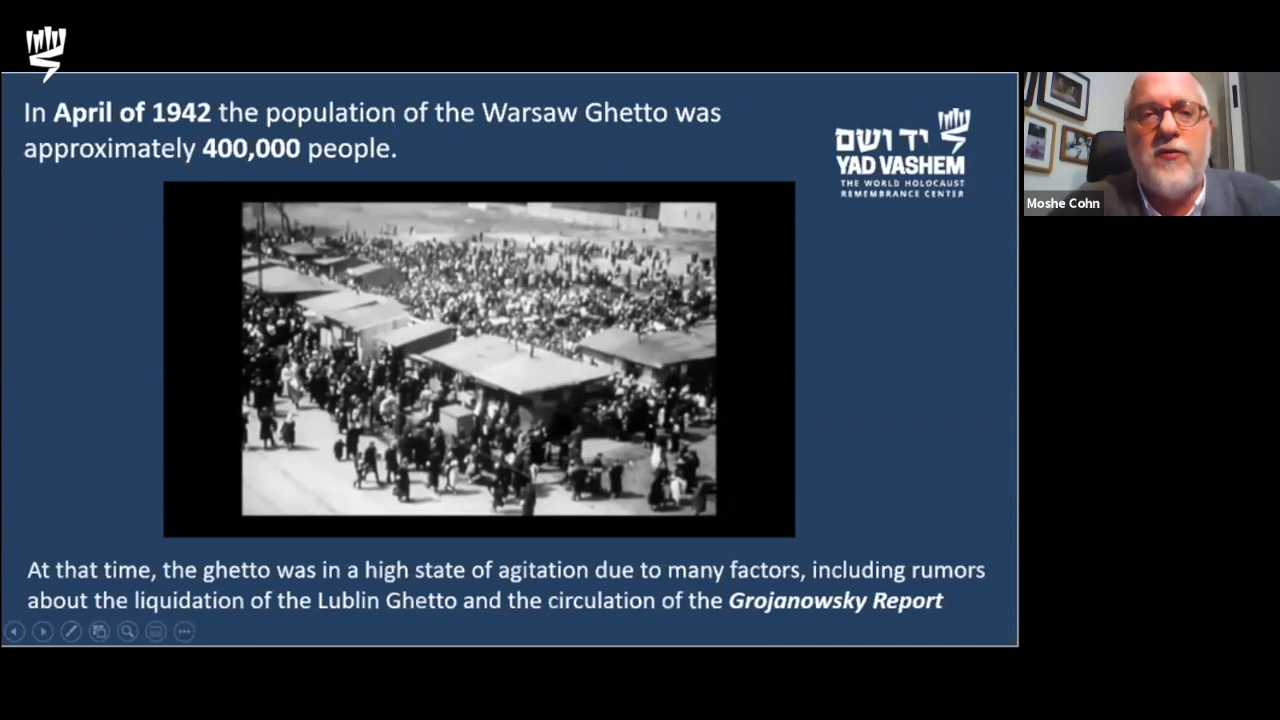 In April of 1942 the population of the Warsaw Ghetto was
approximately 400,000 people.
יד ושם
YAD VASHEM
THE WORLD HOLOCAUST
REMEMBRANCE CENTER
Moshe Cohn
At that time, the ghetto was in a high state of agitation due to many factors, including rumors
about the liquidation of the Lublin Ghetto and the circulation of the Grojanowsky Report